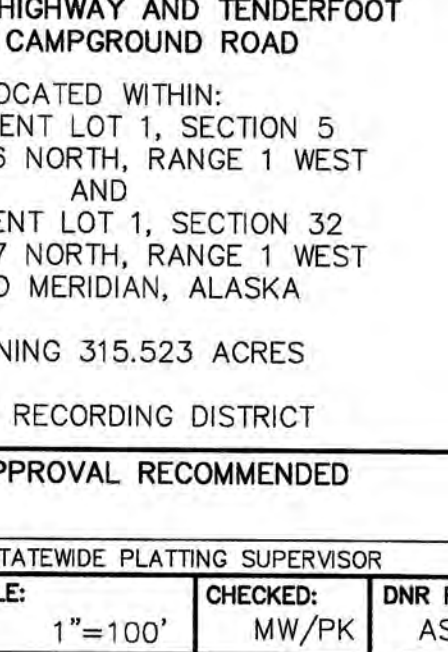 HIGHWAY AND TENDERFOOT
CAMPGROUND ROAD
OCATED WITHIN:
ENT LOT 1, SECTION 5
6 NORTH, RANGE 1 WEST
AND
ENT LOT 1, SECTION 32
7 NORTH, RANGE 1 WEST
D MERIDIAN, ALASKA
NING 315.523 ACRES
RECORDING DISTRICT
PPROVAL RECOMMENDED
TATEWIDE PLATTING SUPERVISOR
LE: CHECKED: DNR
1"=100' MW/PK AS